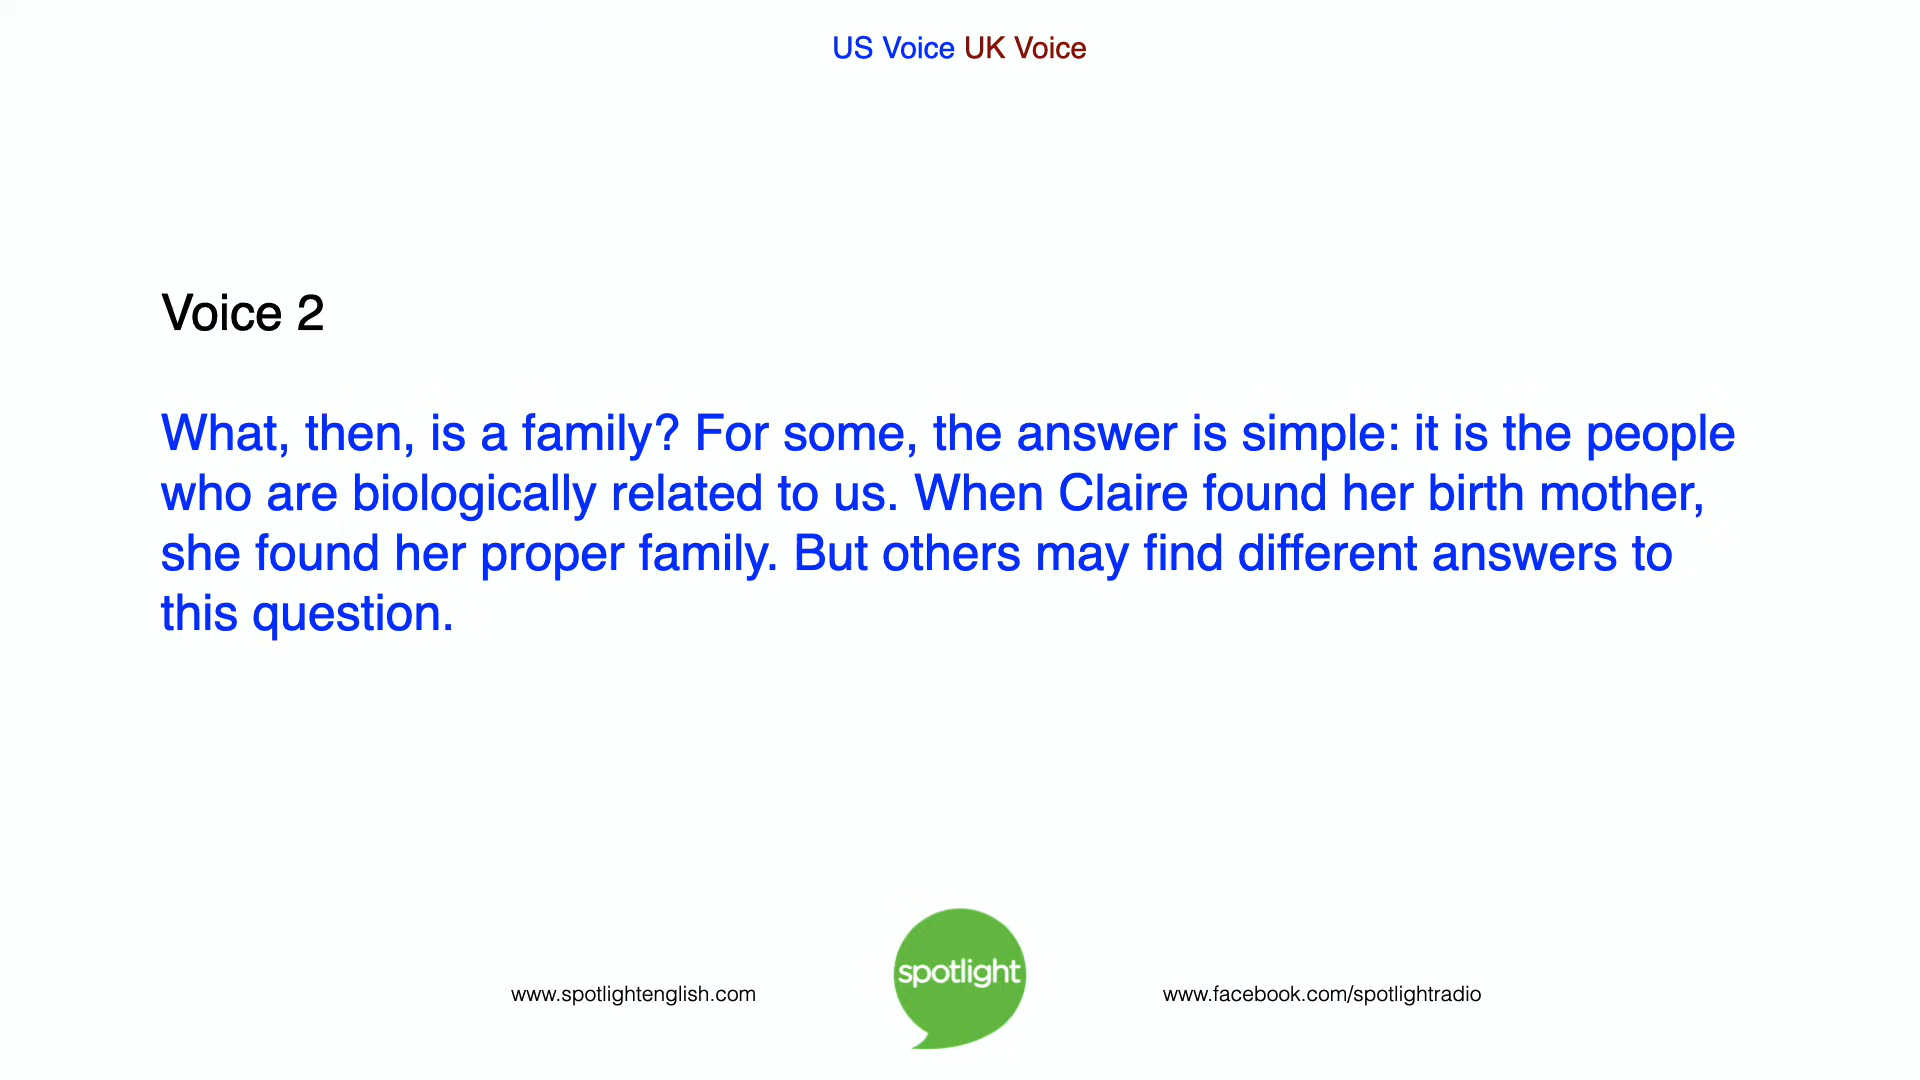 US Voice UK Voice
Voice 2
What, then, is a family? For some, the answer is simple: it is the people
who are biologically related to us. When Claire found her birth mother,
she found her proper family. But others may find different answers to
this question.
spotlight
www.spotlightenglish.com
www.facebook.com/spotlightradio